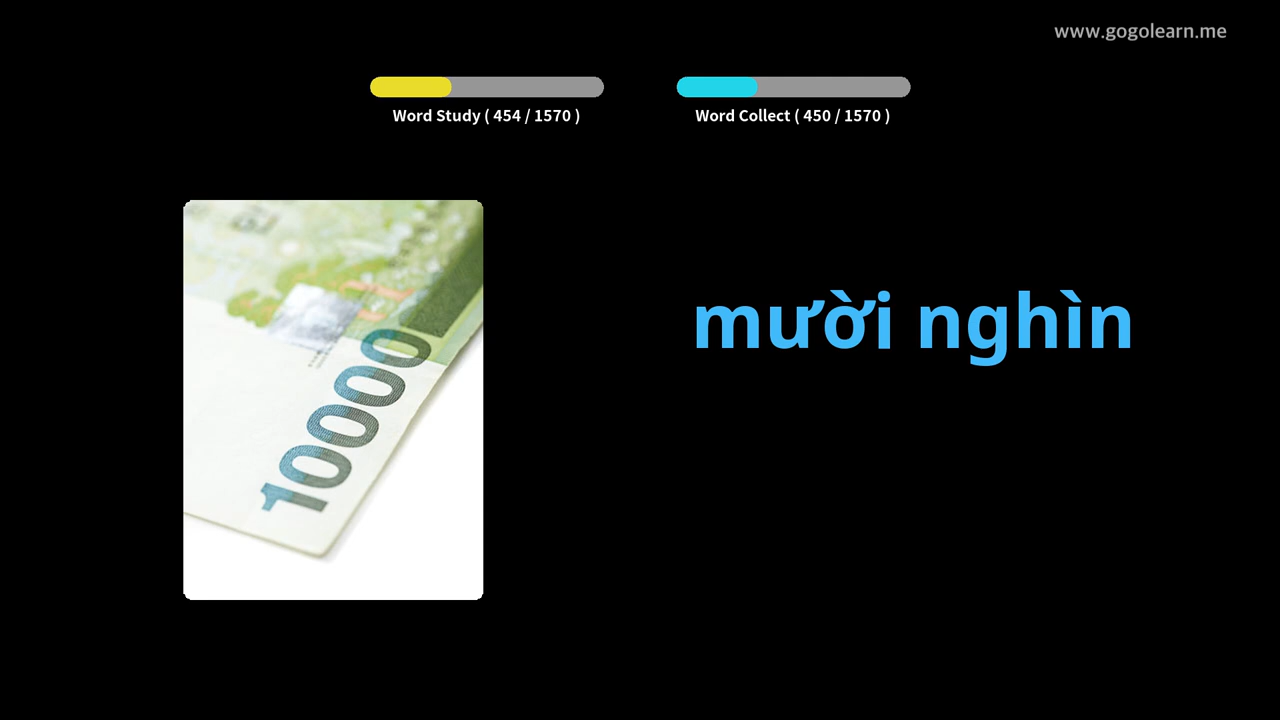 www.gogolearn.me
Word Study ( 454 / 1570 )
Word Collect ( 450 / 1570 )
10000
mười nghìn